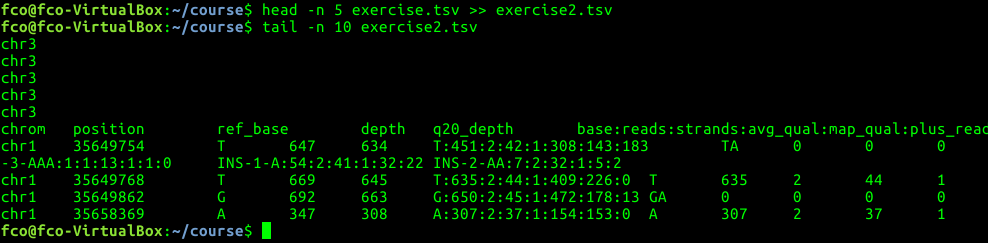 fco@fco-VirtualBox:~/course$ head -n 5 exercise.tsv >> exercise2.tsv
fco@fco-VirtualBox:~/course$ tail -n 10 exercise2.tsv
chr3
chr3
chr3
chr3
chr3
chrom position ref_base depth q20_depth base:reads:strands:avg_qual:map_qual:plus_read
chr1 35649754 T 647 634 T:451:2:42:1:308:143:183 TA 0 0 0
-3-AAA:1:1:13:1:1:0 INS-1-A:54:2:41:1:32:22 INS-2-AA:7:2:32:1:5:2
chr1 35649768 T 669 645 T:635:2:44:1:409:226:0 T 635 2 44 1
chr1 35649862 G 692 663 G:650:2:45:1:472:178:13 GA 0 0 0 0
chr1 35658369 A 347 308 A:307:2:37:1:154:153:0 A 307 2 37 1
fco@fco-VirtualBox:~/course$